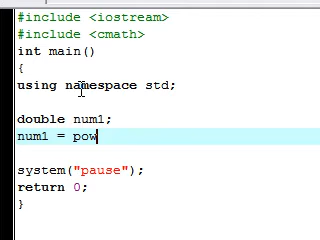 #include <iostream>
#include <cmath>
int main()
{
using namespace std;
double num1;
num1 = pow
system("pause");
return 0;
}